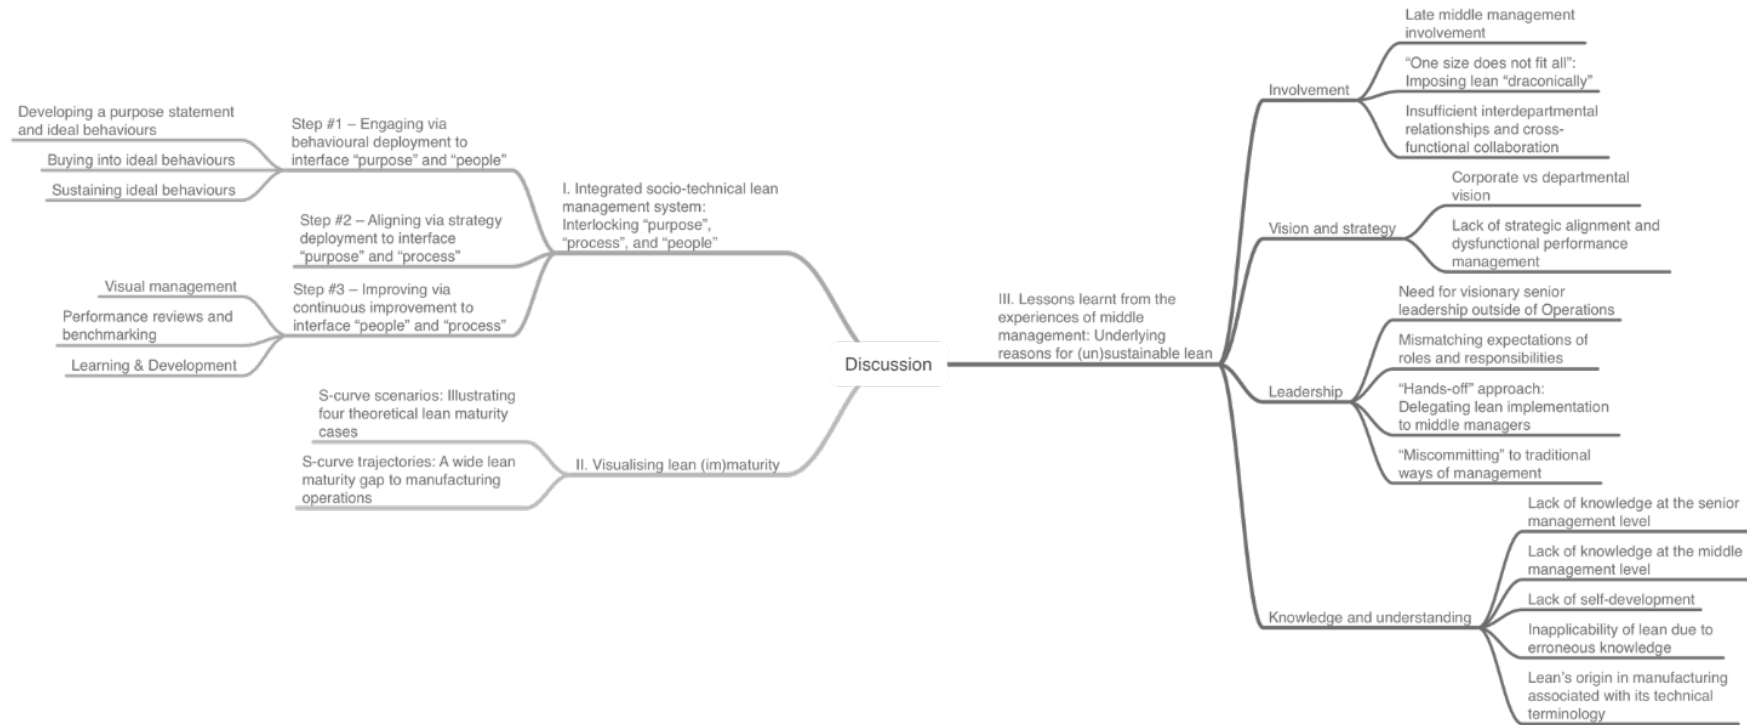 Discussion
I. Integrated socio-technical lean
management system:
Interlocking “purpose”,
“process”, and “people”
Step #1 – Engaging via
behavioural deployment to
interface “purpose” and “people”
Developing a purpose statement
and ideal behaviours
Buying into ideal behaviours
Sustaining ideal behaviours
Step #2 – Aligning via strategy
deployment to interface
“purpose” and “process”
Step #3 – Improving via
continuous improvement to
interface “people” and “process”
Visual management
Performance reviews and
benchmarking
Learning & Development
II. Visualising lean (im)maturity
S-curve scenarios: Illustrating
four theoretical lean maturity
cases
S-curve trajectories: A wide lean
maturity gap to manufacturing
operations
III. Lessons learnt from the
experiences of middle
management: Underlying
reasons for (un)sustainable lean
Involvement
Late middle management
involvement
“One size does not fit all”:
Imposing lean “draconically”
Insufficient interdepartmental
relationships and cross-
functional collaboration
Vision and strategy
Corporate vs departmental
vision
Lack of strategic alignment and
dysfunctional performance
management
Leadership
Need for visionary senior
leadership outside of Operations
Mismatching expectations of
roles and responsibilities
“Hands-off” approach:
Delegating lean implementation
to middle managers
“Miscommitting” to traditional
ways of management
Knowledge and understanding
Lack of knowledge at the senior
management level
Lack of knowledge at the middle
management level
Lack of self-development
Inapplicability of lean due to
erroneous knowledge
Lean’s origin in manufacturing
associated with its technical
terminology